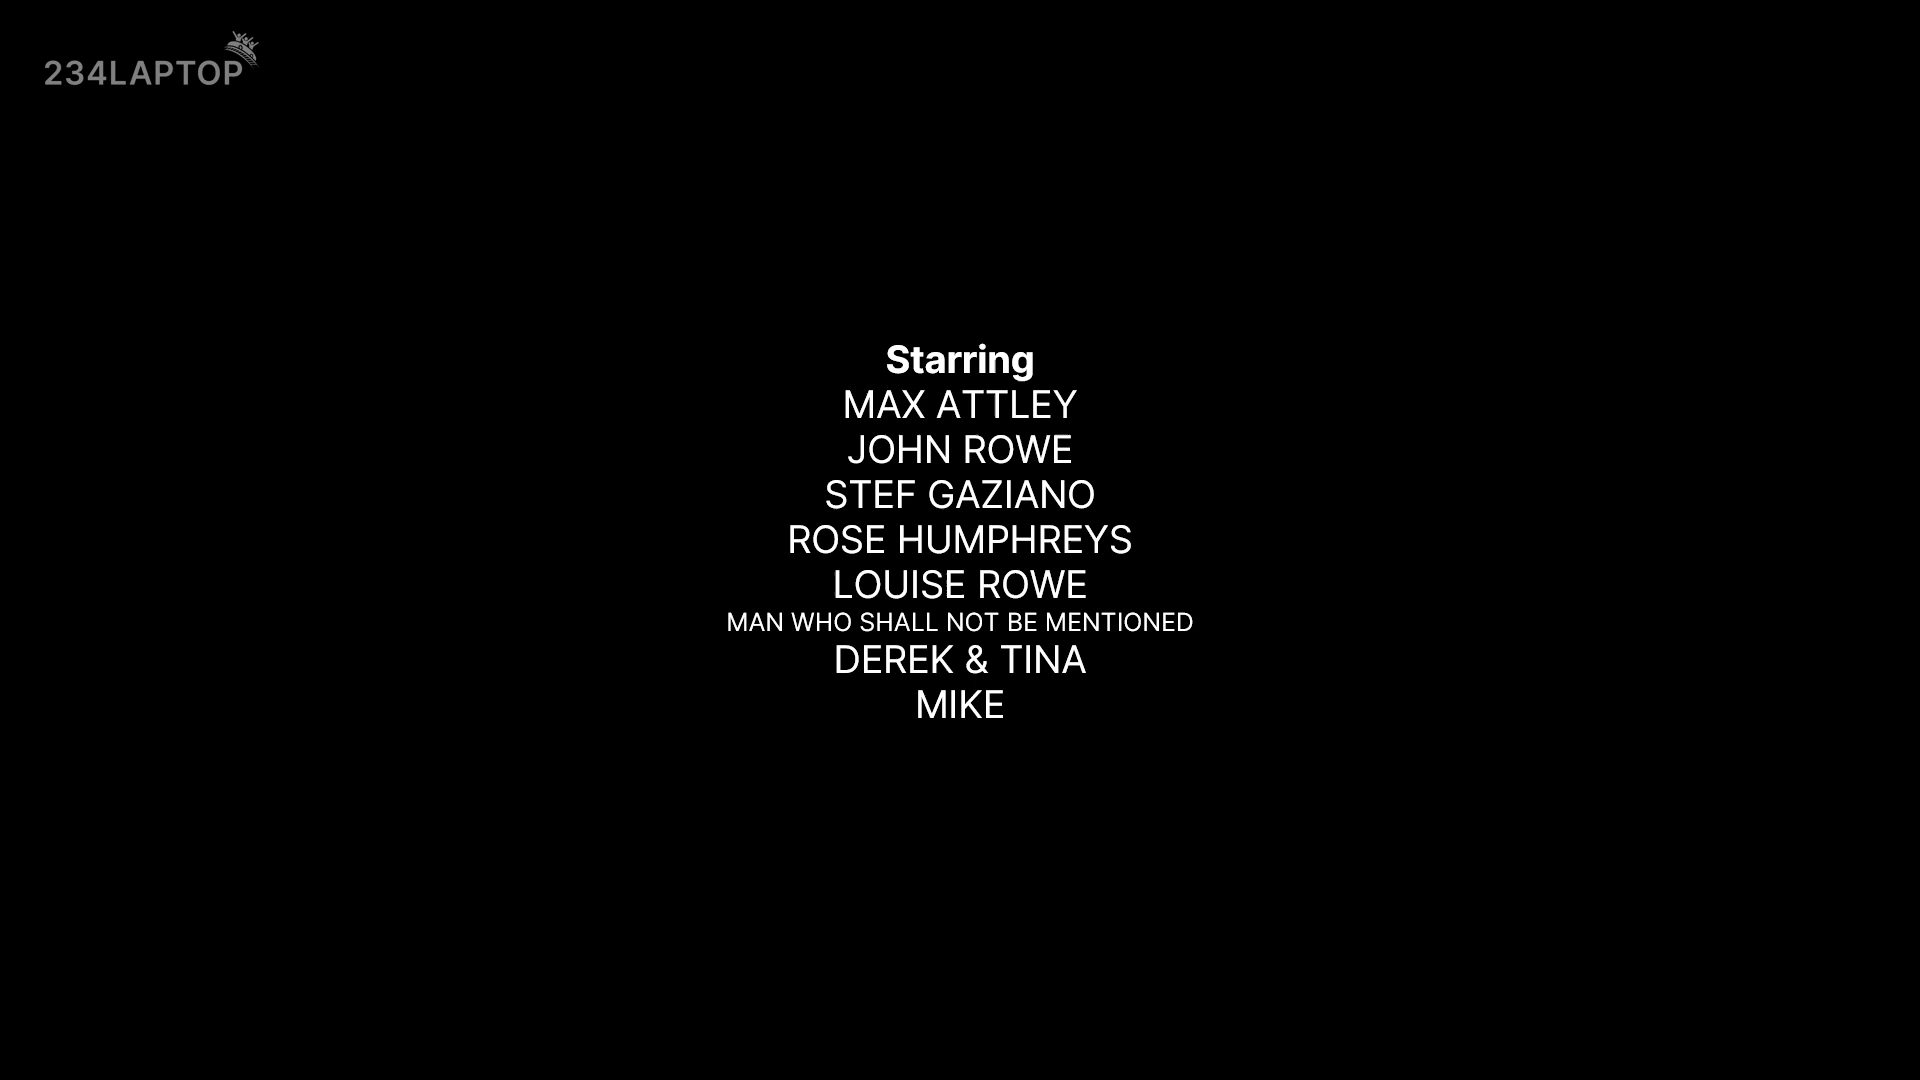 234LAPTOP
Starring
MAX ATTLEY
JOHN ROWE
STEF GAZIANO
ROSE HUMPHREYS
LOUISE ROWE
MAN WHO SHALL NOT BE MENTIONED
DEREK & TINA
MIKE